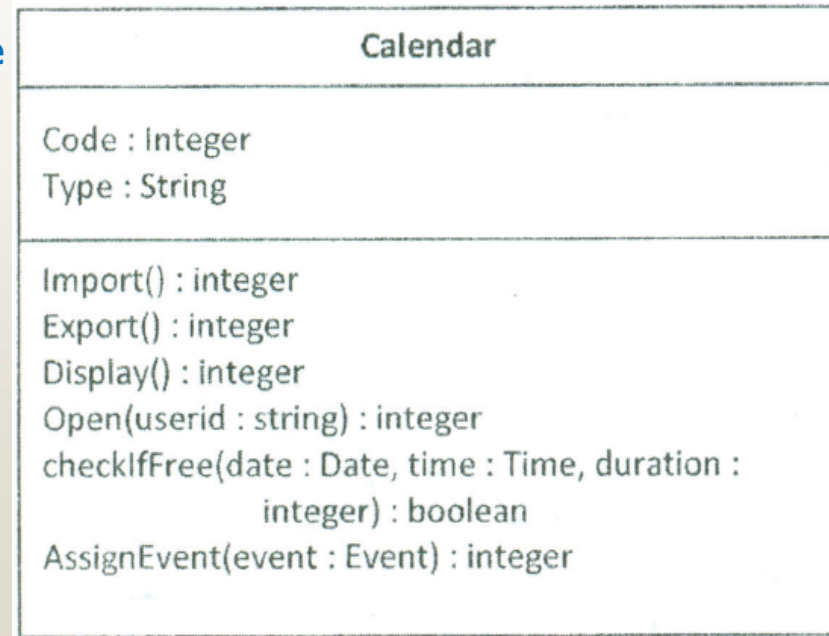 e
Calendar
Code : Integer
Type : String
Import() : integer
Export() : integer
Display() : integer
Open(userid : string) : integer
checkIfFree(date : Date, time : Time, duration :
integer) : boolean
AssignEvent(event : Event) : integer